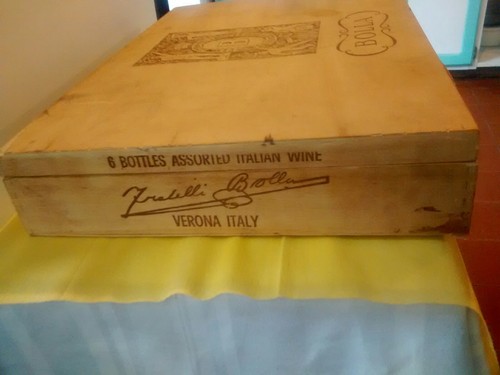 BOLLA
6 BOTTLES ASSORTED ITALIAN WINE
Fratelli Bolla
VERONA ITALY